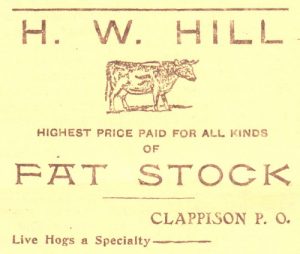 H. W. HILL
HIGHEST PRICE PAID FOR ALL KINDS
OF
FAT STOCK
CLAPPISON P. O.
Live Hogs a Specialty